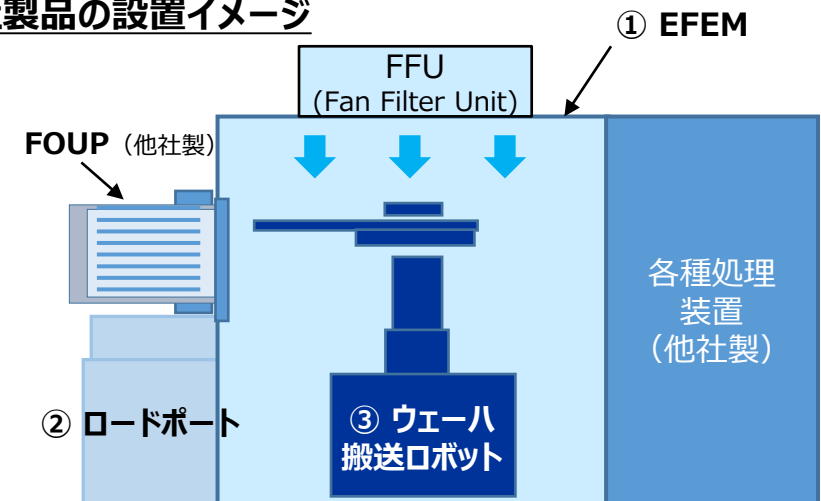 製品の設置イメージ
① EFEM
FFU
(Fan Filter Unit)
FOUP（他社製）
各種処理
装置
（他社製）
② ロードポート
③ ウェーハ
搬送ロボット